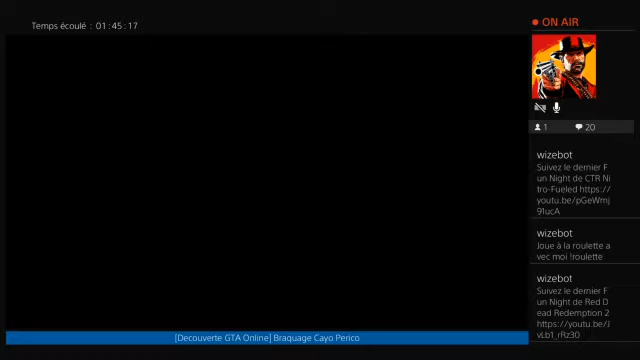 Temps écoulé : 01:45:17
ON AIR
1
20
wizebot
Suivez le dernier F
un Night de CTR Ni
tro-Fueled https://
youtu.be/pGeWmj
91ucA
wizebot
Joue à la roulette a
vec moi !roulette
wizebot
Suivez le dernier F
un Night de Red D
ead Redemption 2
https://youtu.be/J
vLb1_rRz30
[Decouverte GTA Online] Braquage Cayo Perico